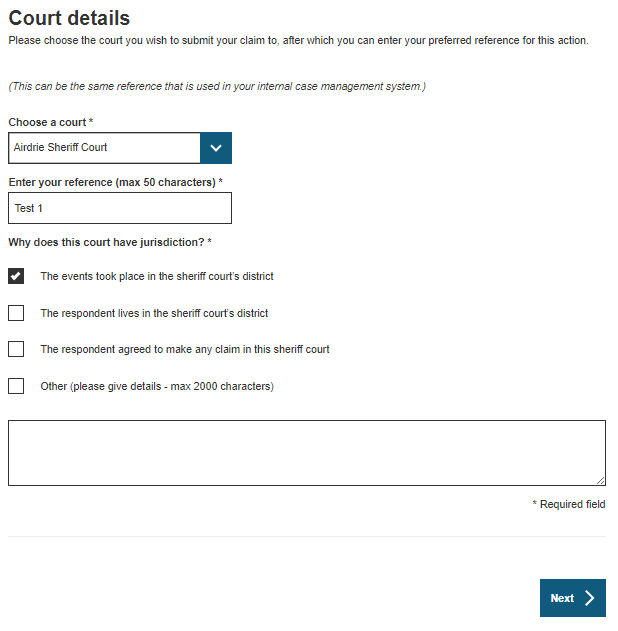 Court details
Please choose the court you wish to submit your claim to, after which you can enter your preferred reference for this action.
(This can be the same reference that is used in your internal case management system.)
Choose a court *
Airdrie Sheriff Court
Enter your reference (max 50 characters) *
Test 1
Why does this court have jurisdiction? *
The events took place in the sheriff court's district
The respondent lives in the sheriff court's district
The respondent agreed to make any claim in this sheriff court
Other (please give details - max 2000 characters)
* Required field
Next